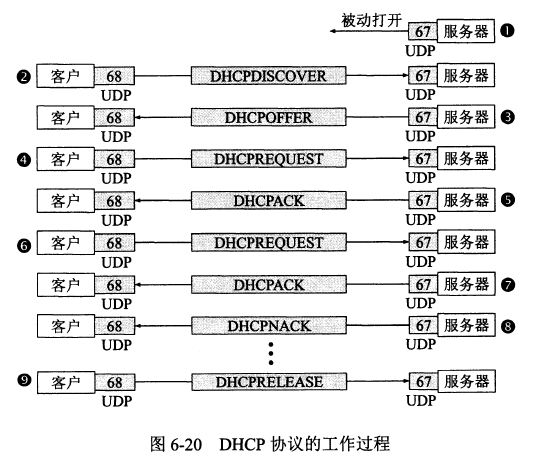 被动打开 67 服务器 ❶
UDP
❷ 客户 68 DHCPDISCOVER 67 服务器
UDP UDP
客户 68 DHCPOFFER 67 服务器 ❸
UDP UDP
❹ 客户 68 DHCPREQUEST 67 服务器
UDP UDP
客户 68 DHCPACK 67 服务器 ❺
UDP UDP
❻ 客户 68 DHCPREQUEST 67 服务器
UDP UDP
客户 68 DHCPACK 67 服务器 ❼
UDP UDP
客户 68 DHCPNACK 67 服务器 ❽
UDP UDP
❾ 客户 68 DHCPRELEASE 67 服务器
UDP UDP
图 6-20 DHCP 协议的工作过程